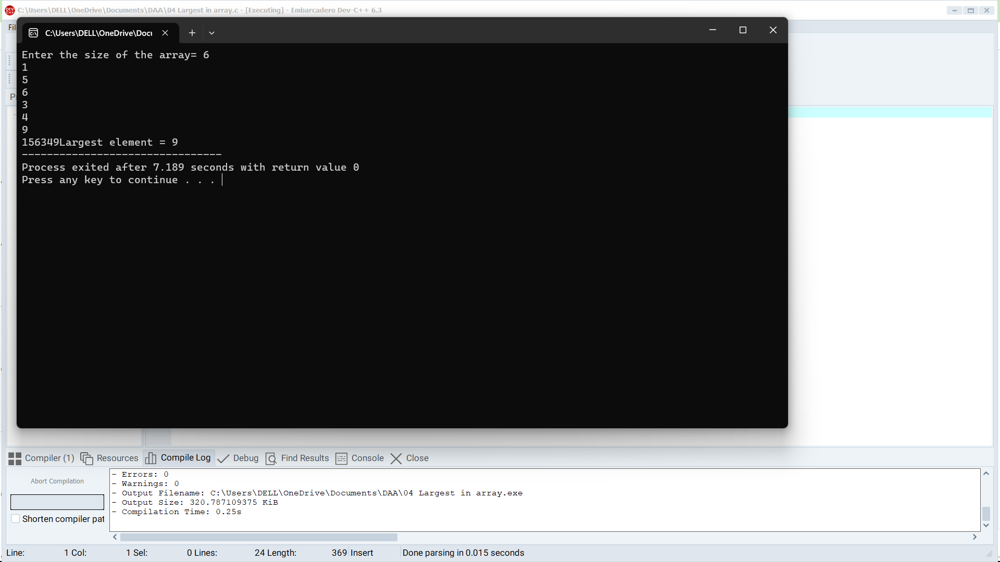 C:\Users\DELL\OneDrive\Documents\DAA\04 Largest in array.c - [Executing] - Embarcadero Dev-C++ 6.3
C:\Users\DELL\OneDrive\Docu
Enter the size of the array= 6
1
5
6
3
4
9
156349Largest element = 9
--------------------------------
Process exited after 7.189 seconds with return value 0
Press any key to continue . . .
Compiler (1) Resources Compile Log Debug Find Results Console Close
Abort Compilation
Shorten compiler pat
- Errors: 0
- Warnings: 0
- Output Filename: C:\Users\DELL\OneDrive\Documents\DAA\04 Largest in array.exe
- Output Size: 320.787109375 KiB
- Compilation Time: 0.25s
Line: 1 Col: 1 Sel: 0 Lines: 24 Length: 369 Insert Done parsing in 0.015 seconds